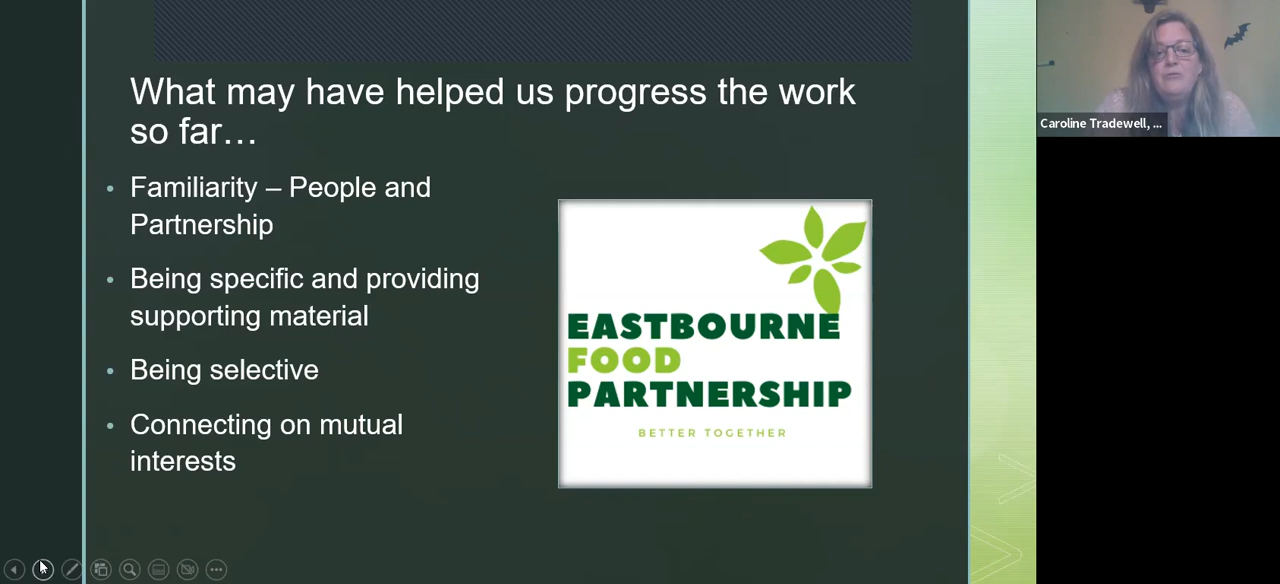 What may have helped us progress the work
so far…
• Familiarity – People and
Partnership
• Being specific and providing
supporting material
• Being selective
• Connecting on mutual
interests
EASTBOURNE
FOOD
PARTNERSHIP
BETTER TOGETHER
Caroline Tradewell, ...